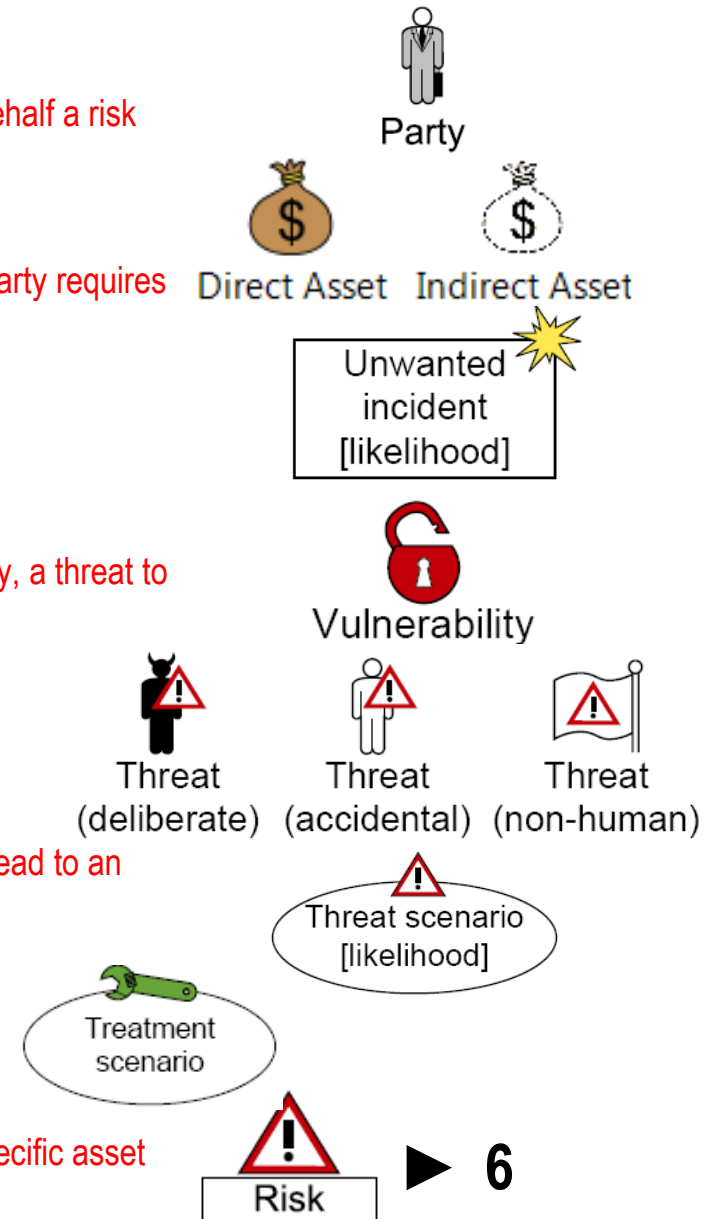 ehalf a risk
Party
$ $
arty requires
Direct Asset Indirect Asset
Unwanted
incident
[likelihood]
y, a threat to
Vulnerability
! ! !
Threat Threat Threat
(deliberate) (accidental) (non-human)
ead to an
!
Threat scenario
[likelihood]
Treatment
scenario
ecific asset
! ► 6
Risk